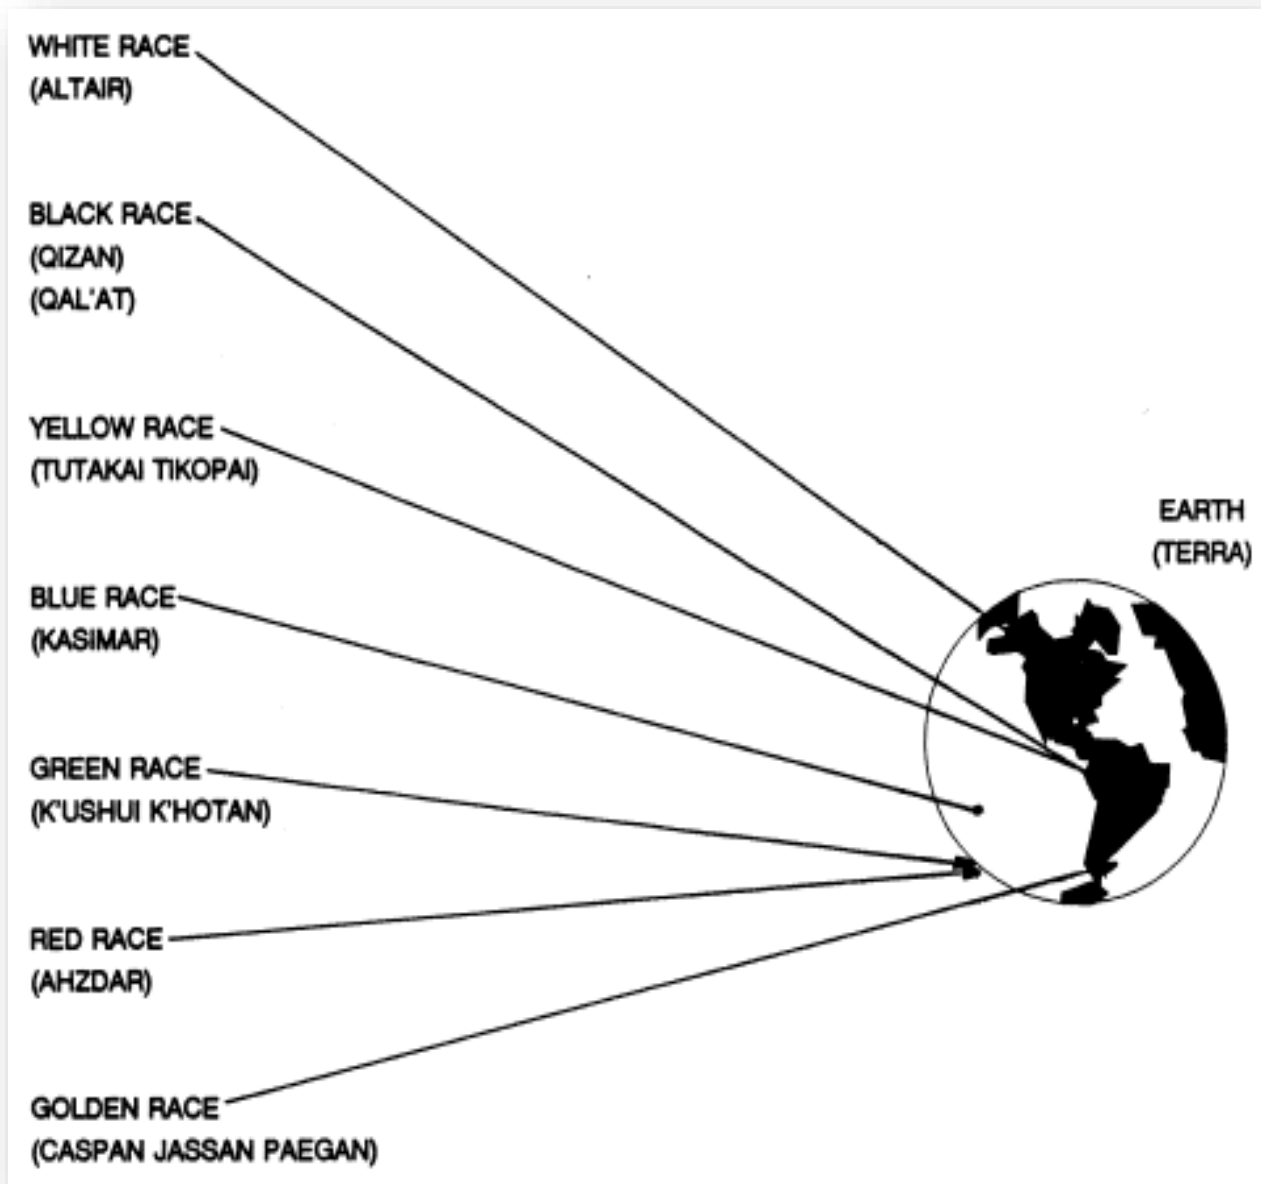 WHITE RACE
(ALTAIR)
BLACK RACE
(QIZAN)
(QAL'AT)
YELLOW RACE
(TUTAKAI TIKOPAI)
EARTH
(TERRA)
BLUE RACE
(KASIMAR)
GREEN RACE
(K'USHUI K'HOTAN)
RED RACE
(AHZDAR)
GOLDEN RACE
(CASPAN JASSAN PAEGAN)